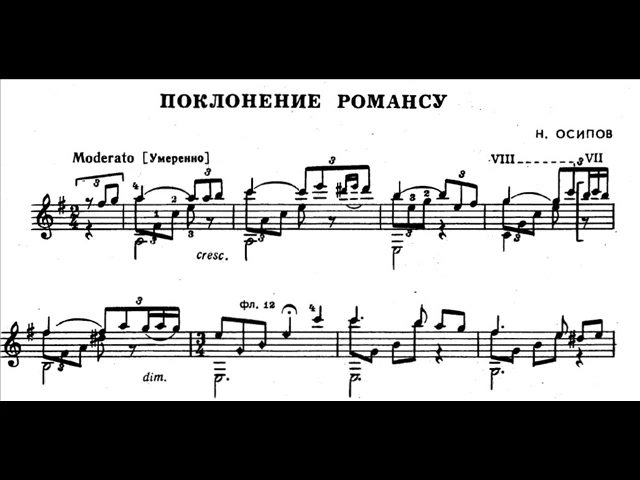 ПОКЛОНЕНИЕ РОМАНСУ
Н. ОСИПОВ
Moderato [Умеренно]
VIII VII
cresc.
фл. 12
dim.